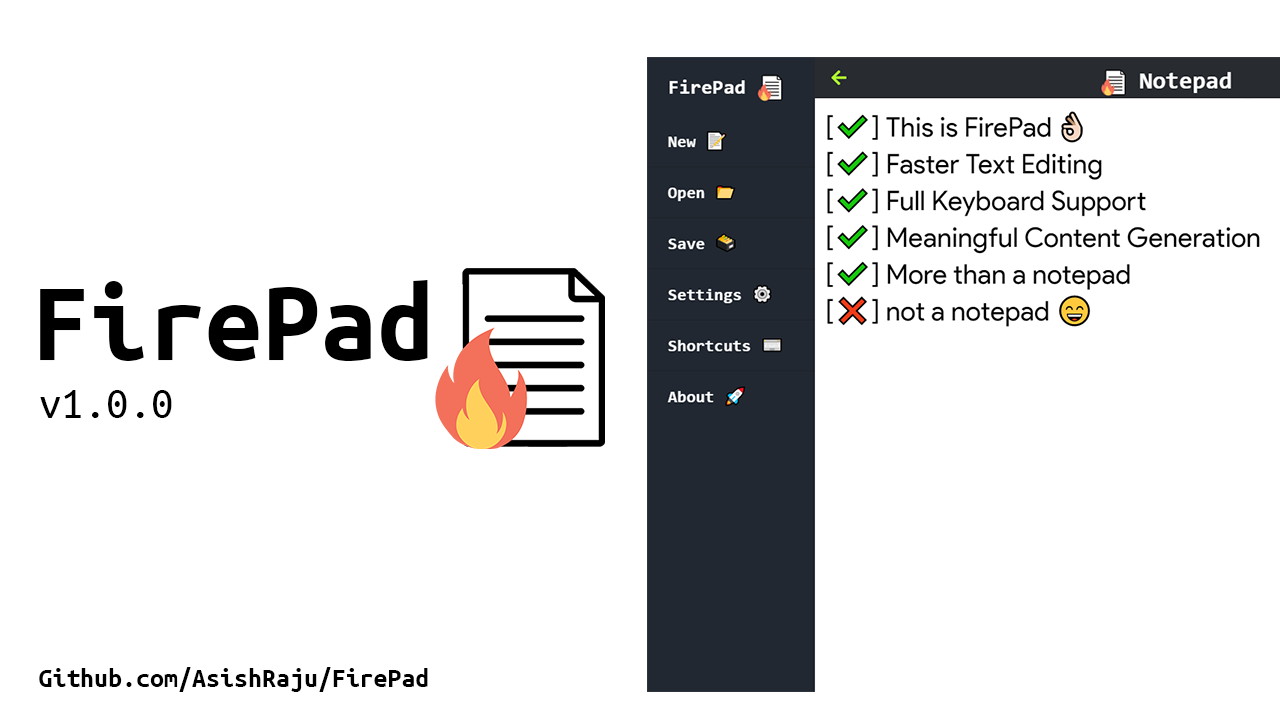 FirePad
v1.0.0
Github.com/AsishRaju/FirePad
FirePad
New 📝
Open 📂
Save 🗳
Settings ⚙
Shortcuts ⌨
About 🚀
Notepad
[✔] This is FirePad 👌🏻
[✔] Faster Text Editing
[✔] Full Keyboard Support
[✔] Meaningful Content Generation
[✔] More than a notepad
[❌] not a notepad 😄